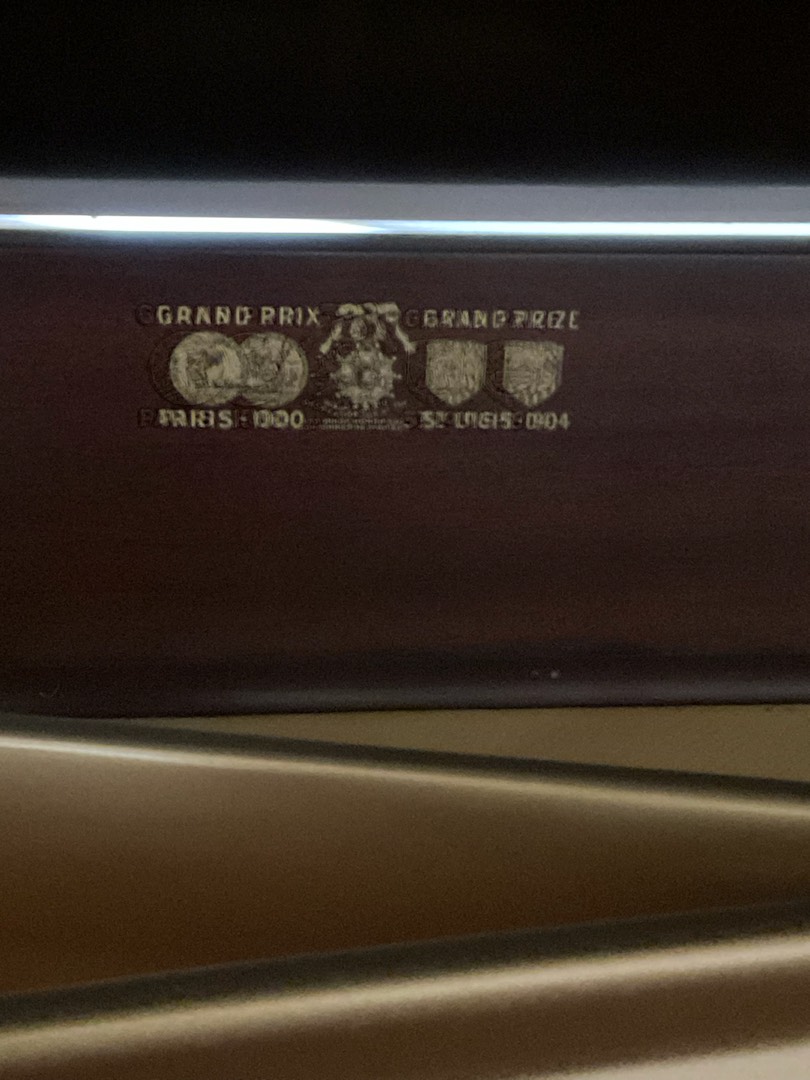 GRAND PRIX GRAND PRIZE
PARIS · 1900 ST. LOUIS · 1904